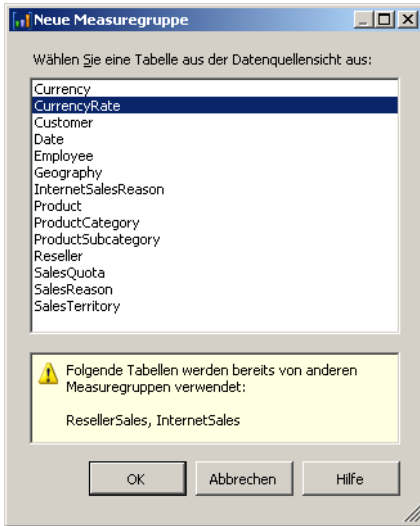 Neue Measuregruppe
Wählen Sie eine Tabelle aus der Datenquellensicht aus:
Currency
CurrencyRate
Customer
Date
Employee
Geography
InternetSalesReason
Product
ProductCategory
ProductSubcategory
Reseller
SalesQuota
SalesReason
SalesTerritory
Folgende Tabellen werden bereits von anderen
Measuregruppen verwendet:
ResellerSales, InternetSales
OK
Abbrechen
Hilfe